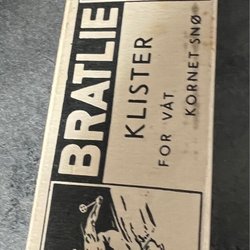 BRATLIE
KLISTER
FOR VÅT
KORNET SNØ